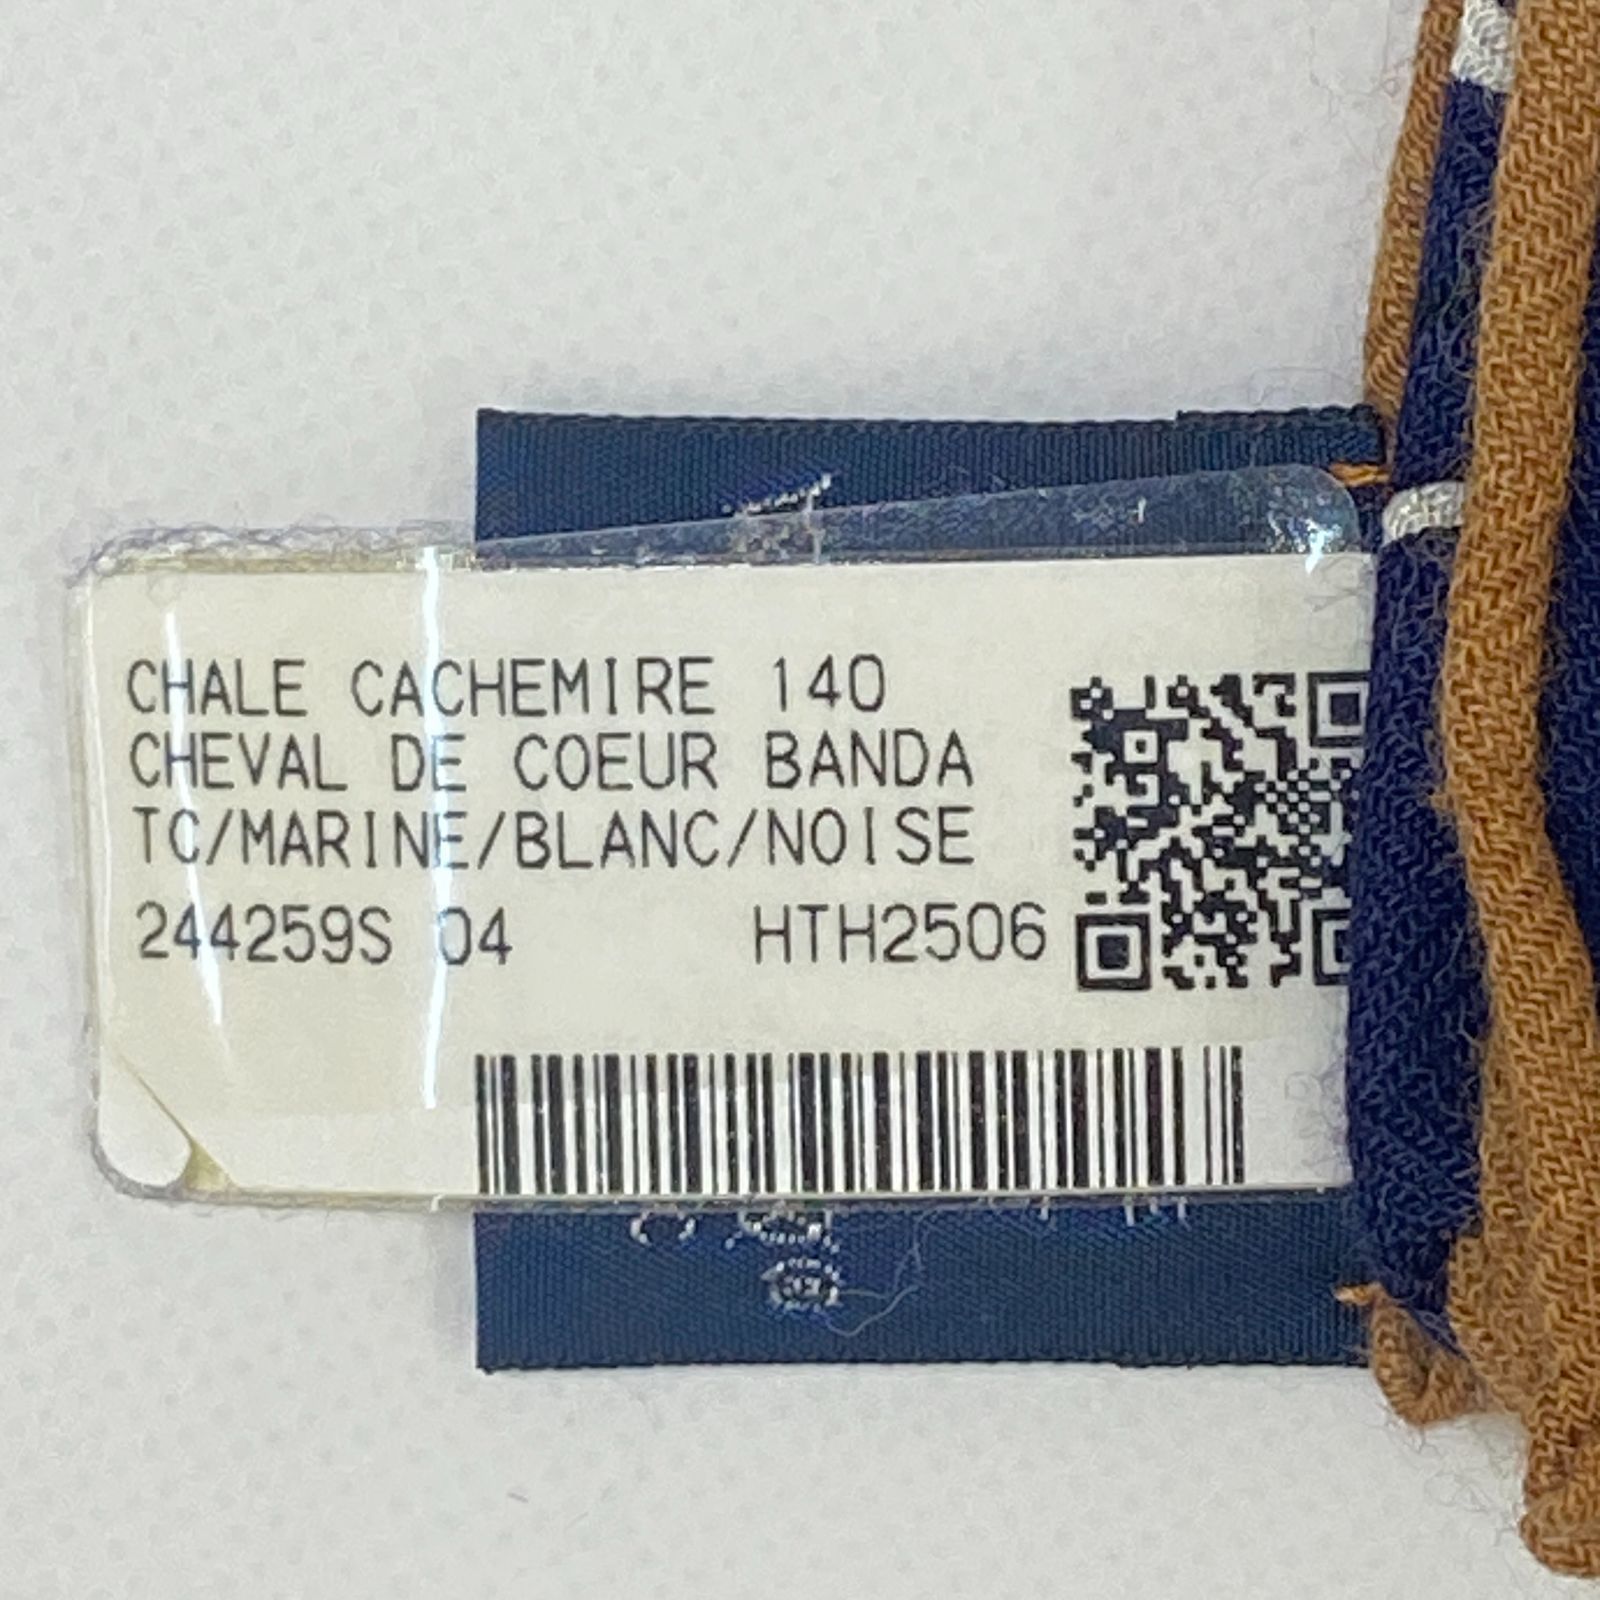 CHALE CACHEMIRE 140
CHEVAL DE COEUR BANDA
TC/MARINE/BLANC/NOISE
244259S 04 HTH2506